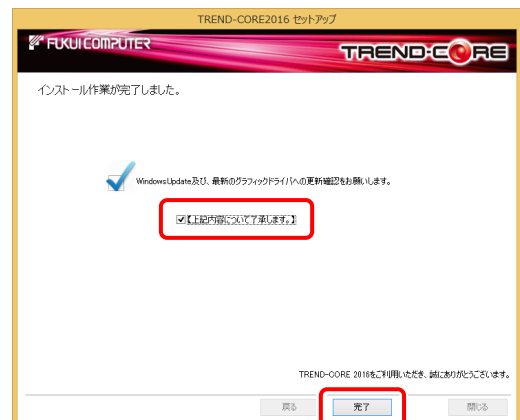 TREND-CORE2016 セットアップ
FUKUI COMPUTER
TREND-CORE
インストール作業が完了しました。
WindowsUpdate及び、最新のグラフィックドライバへの更新確認をお願いします。
【上記内容について了承します。】
TREND-CORE 2016をご利用いただき、誠にありがとうございます。
戻る 完了 閉じる